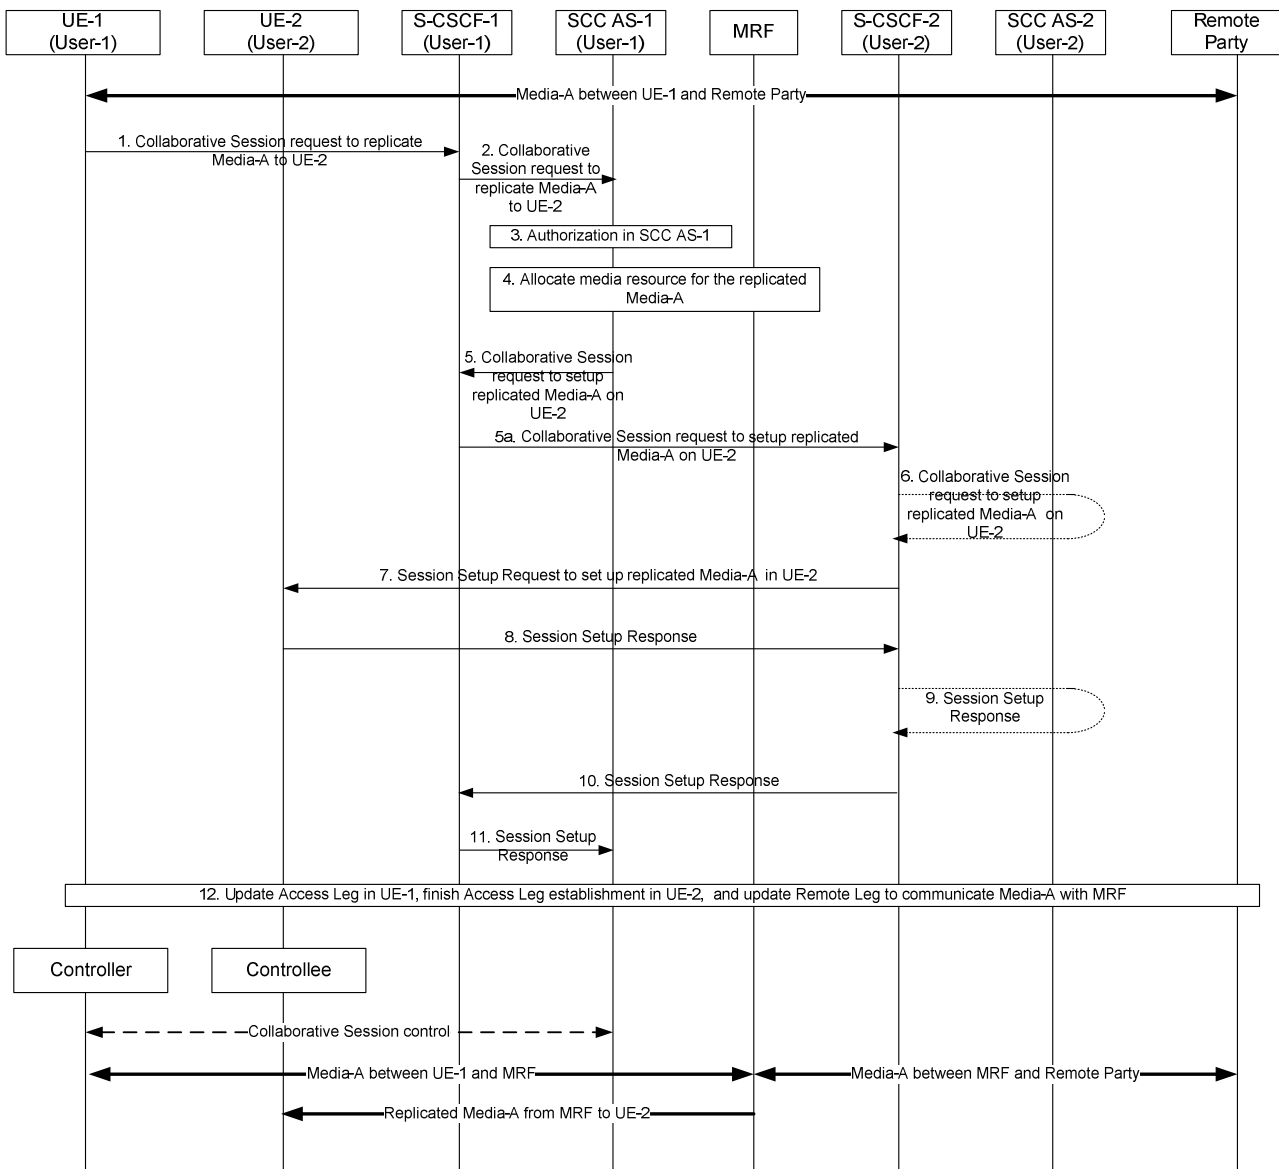 UE-1
(User-1)
UE-2
(User-2)
S-CSCF-1
(User-1)
SCC AS-1
(User-1)
MRF
S-CSCF-2
(User-2)
SCC AS-2
(User-2)
Remote
Party
Media-A between UE-1 and Remote Party
1. Collaborative Session request to replicate
Media-A to UE-2
2. Collaborative
Session request to
replicate Media-A
to UE-2
3. Authorization in SCC AS-1
4. Allocate media resource for the replicated
Media-A
5. Collaborative Session
request to setup
replicated Media-A on
UE-2
5a. Collaborative Session request to setup replicated
Media-A on UE-2
6. Collaborative Session
request to setup
replicated Media-A on
UE-2
7. Session Setup Request to set up replicated Media-A in UE-2
8. Session Setup Response
9. Session Setup
Response
10. Session Setup Response
11. Session Setup
Response
12. Update Access Leg in UE-1, finish Access Leg establishment in UE-2, and update Remote Leg to communicate Media-A with MRF
Controller
Controllee
Collaborative Session control
Media-A between UE-1 and MRF
Media-A between MRF and Remote Party
Replicated Media-A from MRF to UE-2